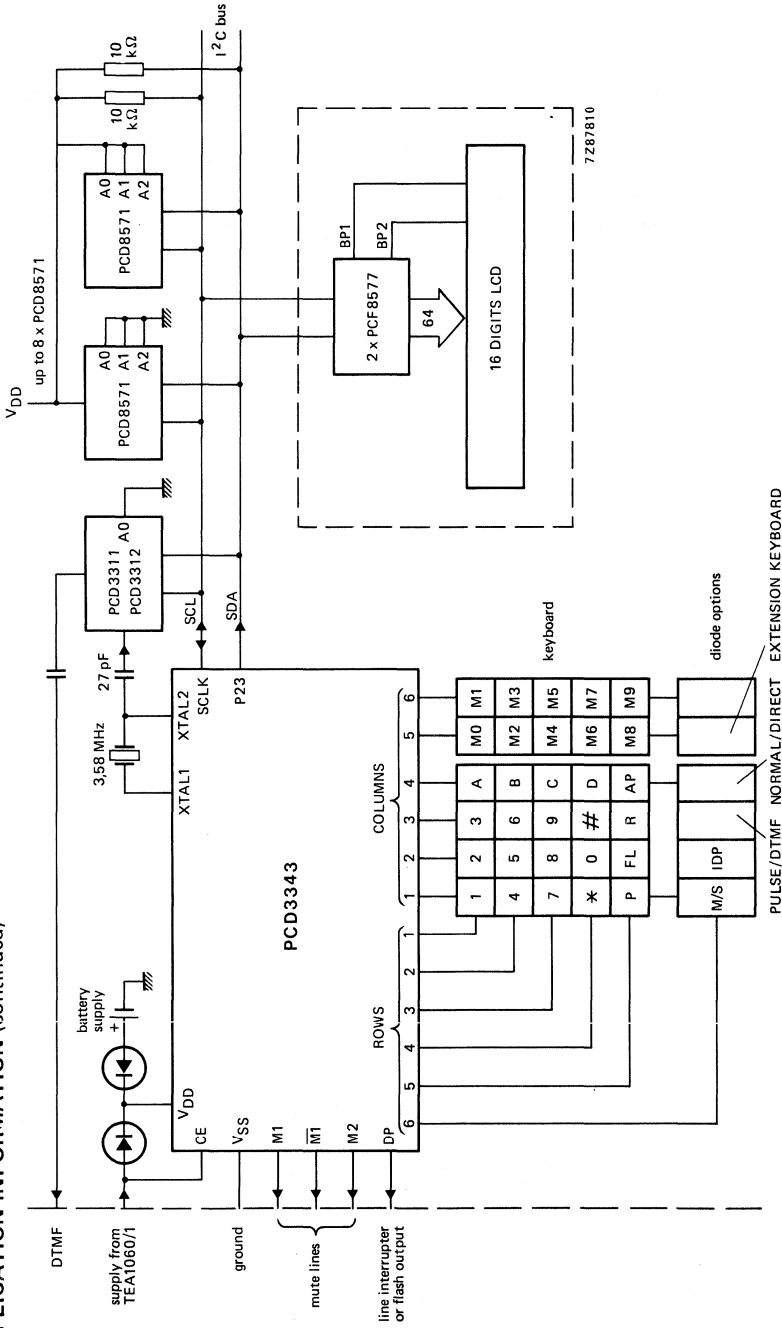 APPLICATION INFORMATION (continued)
VDD
up to 8 x PCD8571
10 kΩ
10 kΩ
I²C bus
PCD8571
A0
A1
A2
PCD8571
A0
A1
A2
PCD3311
PCD3312
A0
DTMF
27 pF
3,58 MHz
SCL
SDA
battery supply
+
supply from TEA1060/1
ground
mute lines
line interrupter or flash output
VDD
CE
VSS
M1
M1
M2
DP
XTAL1
XTAL2
SCLK
P23
PCD3343
2 x PCF8577
BP1
BP2
64
16 DIGITS LCD
7Z87810
ROWS
6 5 4 3 2 1
COLUMNS
1 2 3 4 5 6
1 2 3 A M0 M1
4 5 6 B M2 M3
7 8 9 C M4 M5
* 0 # D M6 M7
P FL R AP M8 M9
keyboard
M/S IDP
diode options
PULSE/DTMF NORMAL/DIRECT EXTENSION KEYBOARD